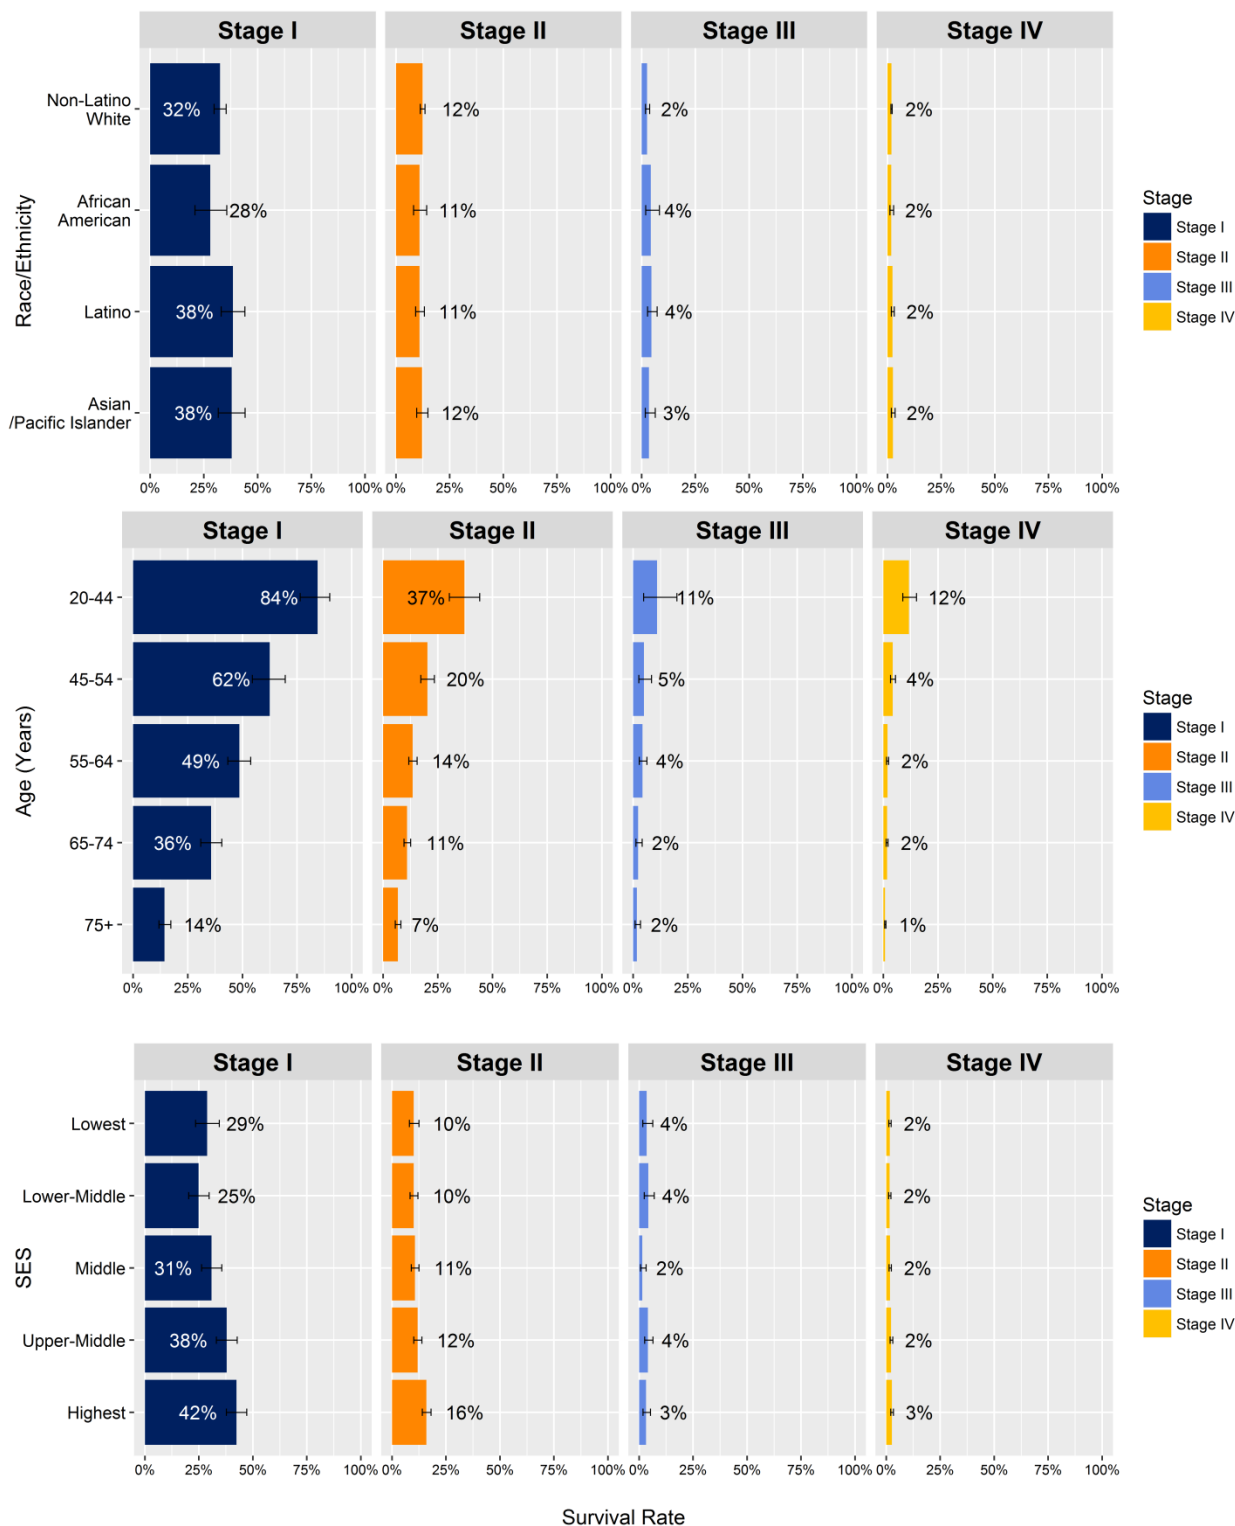 Stage I Stage II Stage III Stage IV
Race/Ethnicity
Non-Latino
White
32% 12% 2% 2%
African
American
28% 11% 4% 2%
Latino
38% 11% 4% 2%
Asian
/Pacific Islander
38% 12% 3% 2%
0% 25% 50% 75% 100% 0% 25% 50% 75% 100% 0% 25% 50% 75% 100% 0% 25% 50% 75% 100%
Stage
Stage I
Stage II
Stage III
Stage IV
Stage I Stage II Stage III Stage IV
Age (Years)
20-44 84% 37% 11% 12%
45-54 62% 20% 5% 4%
55-64 49% 14% 4% 2%
65-74 36% 11% 2% 2%
75+ 14% 7% 2% 1%
0% 25% 50% 75% 100% 0% 25% 50% 75% 100% 0% 25% 50% 75% 100% 0% 25% 50% 75% 100%
Stage
Stage I
Stage II
Stage III
Stage IV
Stage I Stage II Stage III Stage IV
SES
Lowest 29% 10% 4% 2%
Lower-Middle 25% 10% 4% 2%
Middle 31% 11% 2% 2%
Upper-Middle 38% 12% 4% 2%
Highest 42% 16% 3% 3%
0% 25% 50% 75% 100% 0% 25% 50% 75% 100% 0% 25% 50% 75% 100% 0% 25% 50% 75% 100%
Stage
Stage I
Stage II
Stage III
Stage IV
Survival Rate